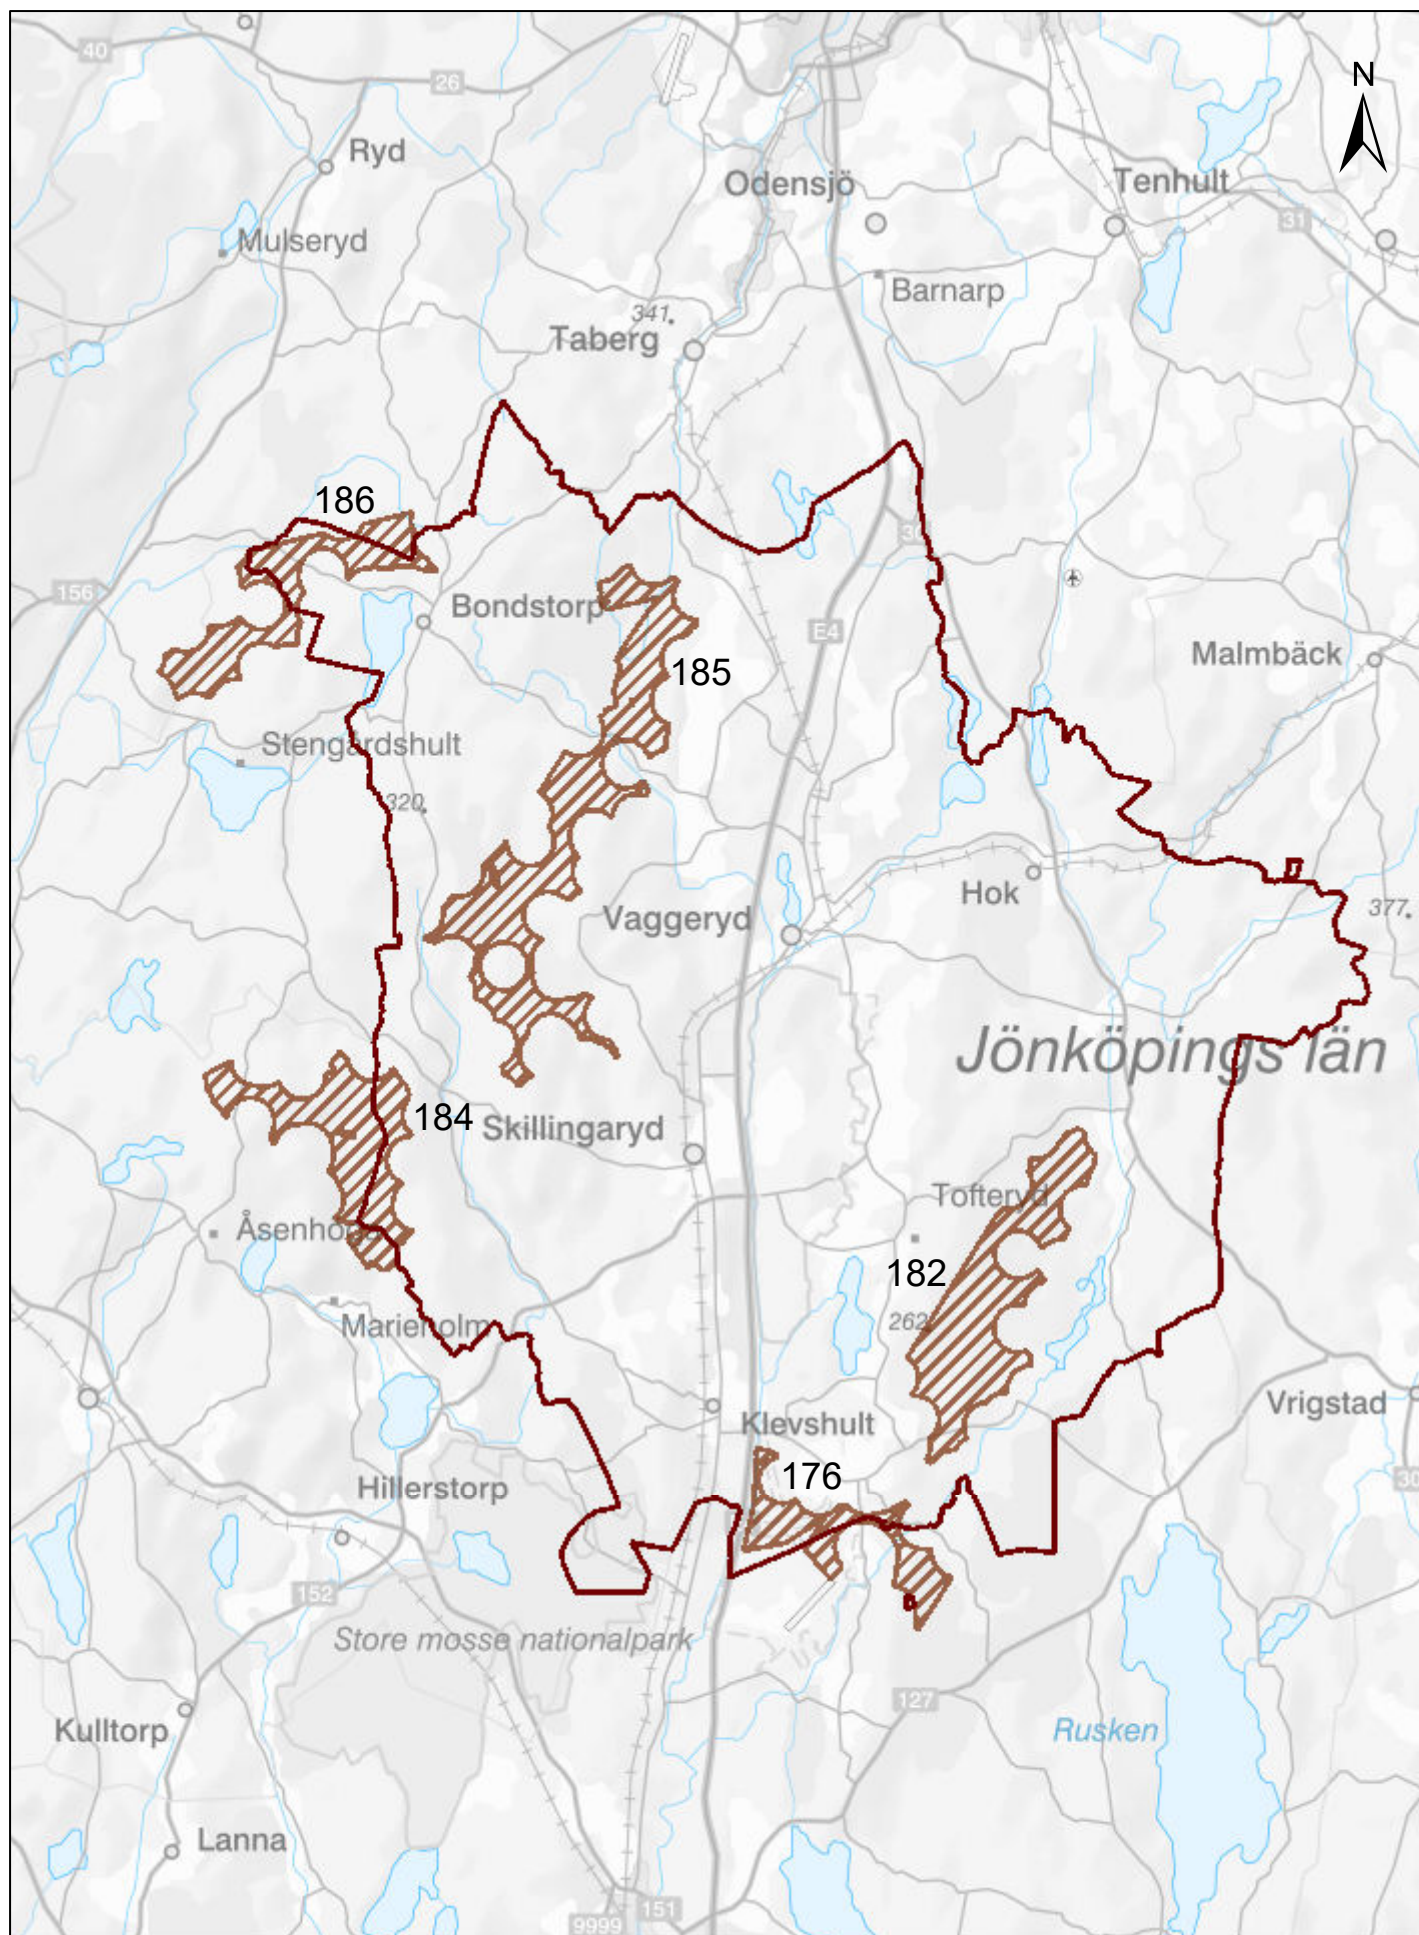 40
N
26
Ryd
Odensjö
Tenhult
31
Mulseryd
Barnarp
341.
Taberg
186
156
Bondstorp
E4
185
Malmbäck
Stengårdshult
320.
Hok
377.
Vaggeryd
Jönköpings län
184
Skillingaryd
Tofteryd
Åsenhöga
182
262.
Marieholm
Vrigstad
Klevshult
176
Hillerstorp
152
Store mosse nationalpark
127
Kulltorp
Rusken
Lanna
151
9999